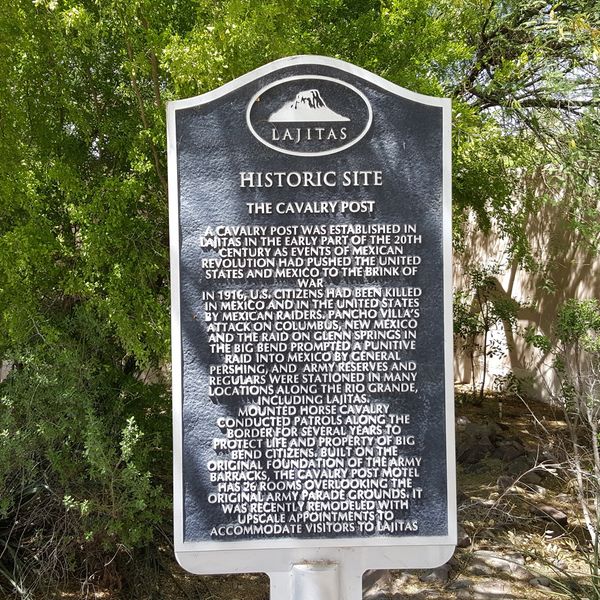 LAJITAS
HISTORIC SITE
THE CAVALRY POST
A CAVALRY POST WAS ESTABLISHED IN
LAJITAS IN THE EARLY PART OF THE 20TH
CENTURY AS EVENTS OF MEXICAN
REVOLUTION HAD PUSHED THE UNITED
STATES AND MEXICO TO THE BRINK OF
WAR.
IN 1916, U.S. CITIZENS HAD BEEN KILLED
IN MEXICO AND IN THE UNITED STATES
BY MEXICAN RAIDERS. PANCHO VILLA'S
ATTACK ON COLUMBUS, NEW MEXICO
AND THE RAID ON GLENN SPRINGS IN
THE BIG BEND PROMPTED A PUNITIVE
RAID INTO MEXICO BY GENERAL
PERSHING, AND ARMY RESERVES AND
REGULARS WERE STATIONED IN MANY
LOCATIONS ALONG THE RIO GRANDE,
INCLUDING LAJITAS.
MOUNTED HORSE CAVALRY
CONDUCTED PATROLS ALONG THE
BORDER FOR SEVERAL YEARS TO
PROTECT LIFE AND PROPERTY OF BIG
BEND CITIZENS. BUILT ON THE
ORIGINAL FOUNDATION OF THE ARMY
BARRACKS, THE CAVALRY POST MOTEL
HAS 26 ROOMS OVERLOOKING THE
ORIGINAL ARMY PARADE GROUNDS. IT
WAS RECENTLY REMODELED WITH
UPSCALE APPOINTMENTS TO
ACCOMMODATE VISITORS TO LAJITAS